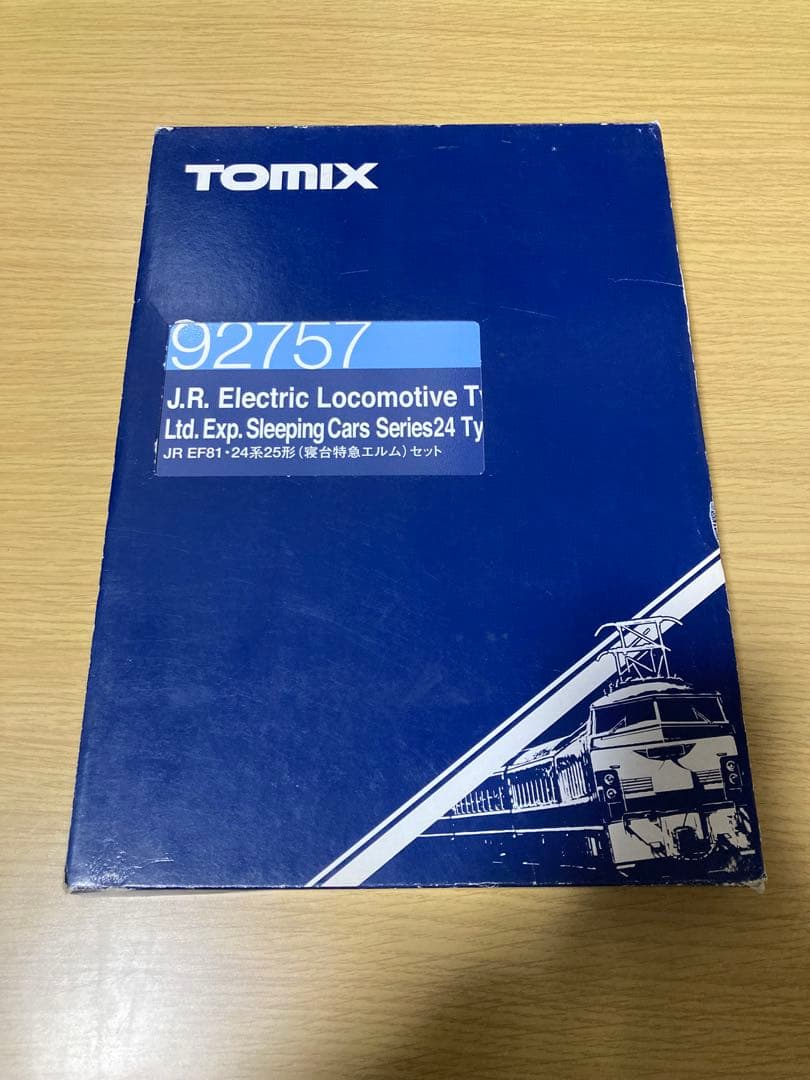 TOMIX
92757
J.R. Electric Locomotive T
Ltd. Exp. Sleeping Cars Series24 Ty
JR EF81・24系25形（寝台特急エルム）セット